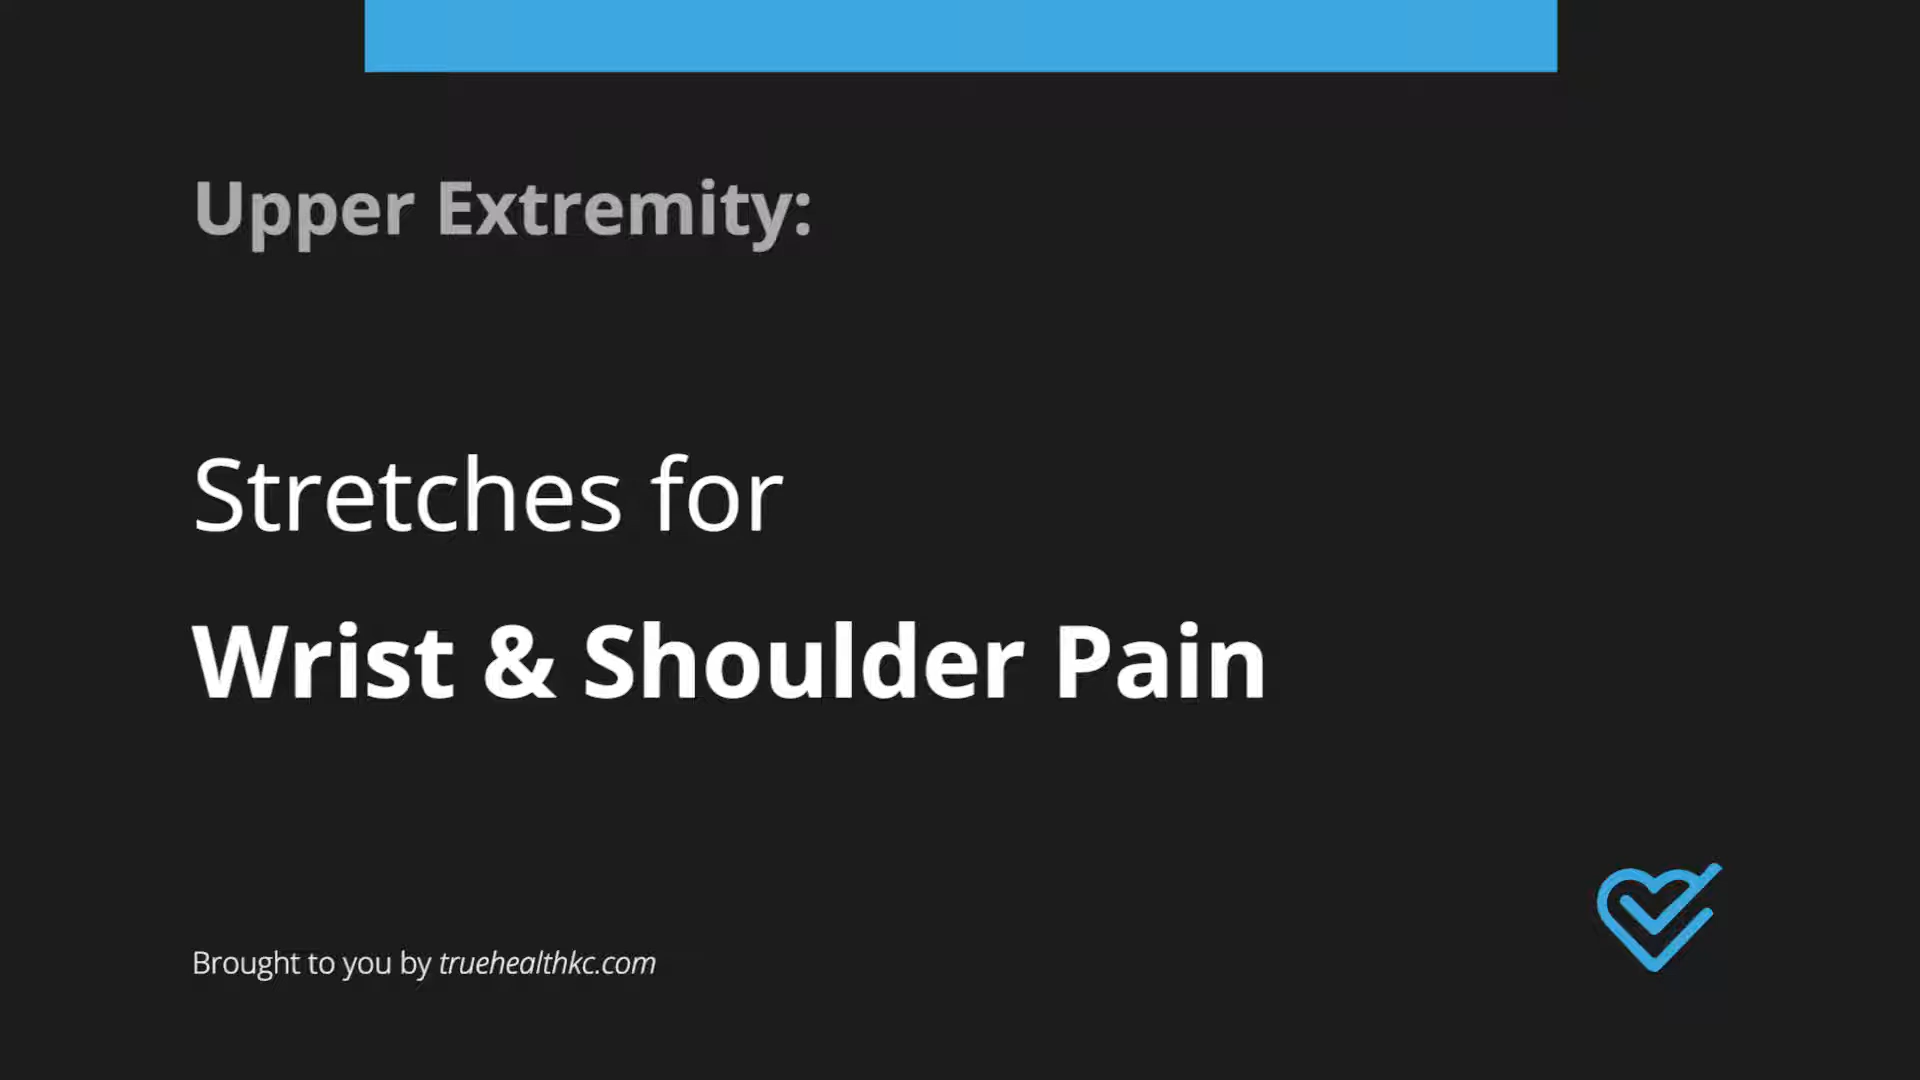 Upper Extremity:
Stretches for
Wrist & Shoulder Pain
Brought to you by truehealthkc.com